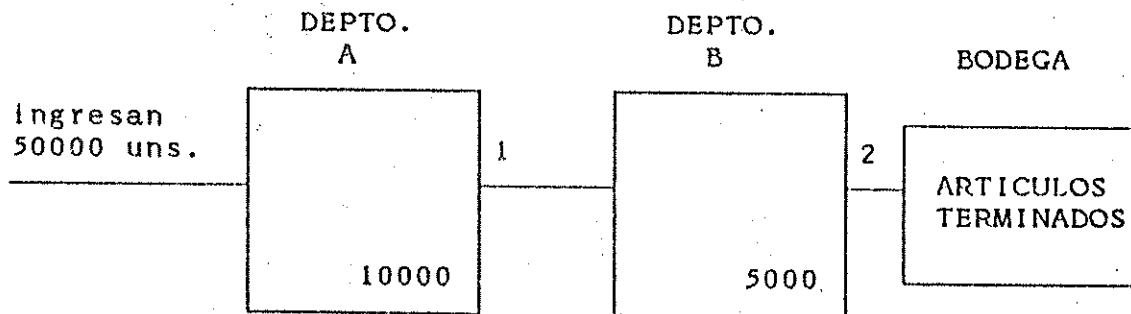 DEPTO.
A
DEPTO.
B
BODEGA
Ingresan
50000 uns.
1
2
ARTICULOS
TERMINADOS
10000
5000